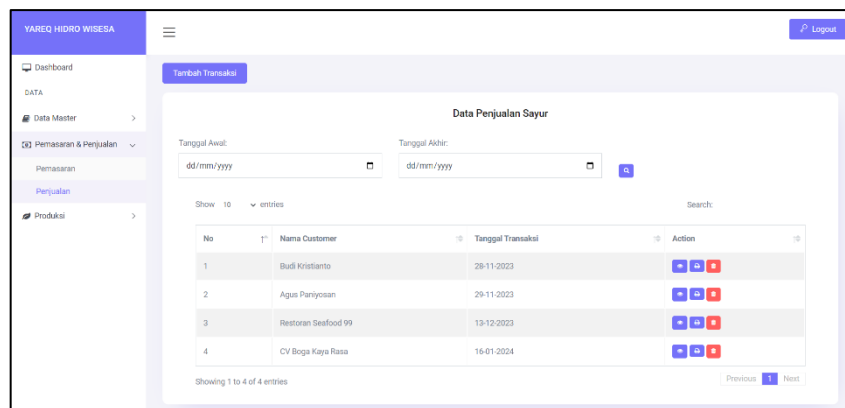 YAREQ HIDRO WISESA
Logout
Dashboard
DATA
Data Master
Pemasaran & Penjualan
Pemasaran
Penjualan
Produksi
Tambah Transaksi
Data Penjualan Sayur
Tanggal Awal: Tanggal Akhir:
dd/mm/yyyy dd/mm/yyyy
Show 10 entries Search:
No Nama Customer Tanggal Transaksi Action
1 Budi Kristianto 28-11-2023
2 Agus Paniyosan 29-11-2023
3 Restoran Seafood 99 13-12-2023
4 CV Boga Kaya Rasa 16-01-2024
Showing 1 to 4 of 4 entries Previous 1 Next